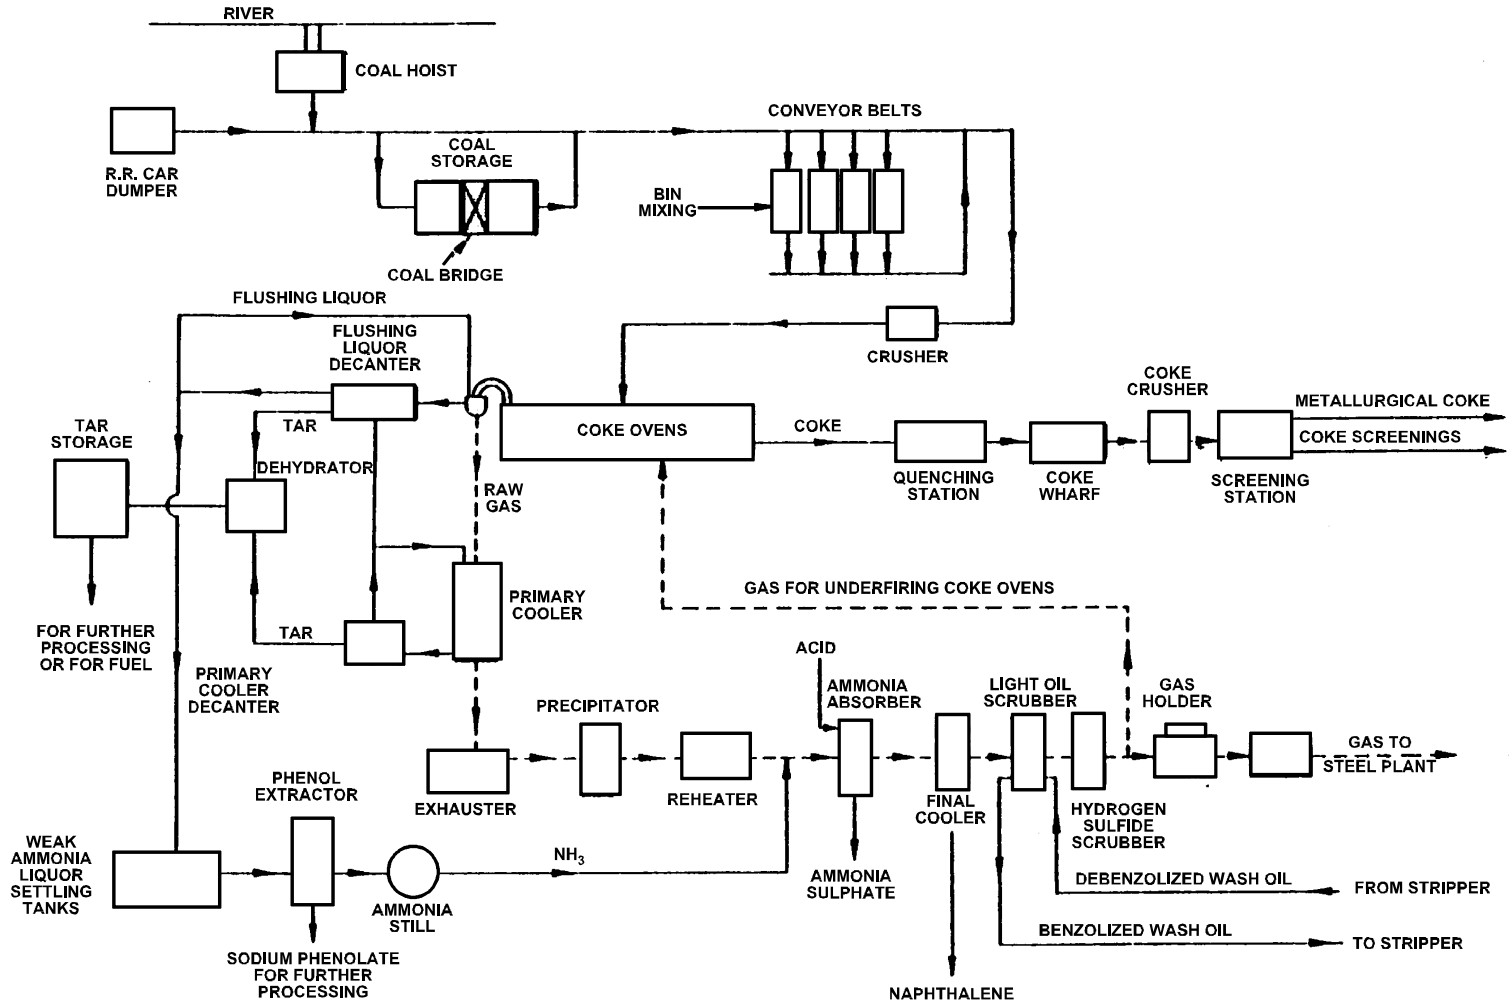 RIVER
COAL HOIST
R.R. CAR
DUMPER
COAL
STORAGE
COAL BRIDGE
CONVEYOR BELTS
BIN
MIXING
CRUSHER
FLUSHING LIQUOR
FLUSHING
LIQUOR
DECANTER
TAR
STORAGE
TAR
DEHYDRATOR
RAW
GAS
COKE OVENS
COKE
QUENCHING
STATION
COKE
WHARF
COKE
CRUSHER
SCREENING
STATION
METALLURGICAL COKE
COKE SCREENINGS
FOR FURTHER
PROCESSING
OR FOR FUEL
TAR
PRIMARY
COOLER
DECANTER
PRIMARY
COOLER
GAS FOR UNDERFIRING COKE OVENS
EXHAUSTER
PRECIPITATOR
REHEATER
ACID
AMMONIA
ABSORBER
AMMONIA
SULPHATE
FINAL
COOLER
NAPHTHALENE
LIGHT OIL
SCRUBBER
HYDROGEN
SULFIDE
SCRUBBER
GAS
HOLDER
GAS TO
STEEL PLANT
WEAK
AMMONIA
LIQUOR
SETTLING
TANKS
PHENOL
EXTRACTOR
AMMONIA
STILL
NH3
SODIUM PHENOLATE
FOR FURTHER
PROCESSING
DEBENZOLIZED WASH OIL
FROM STRIPPER
BENZOLIZED WASH OIL
TO STRIPPER